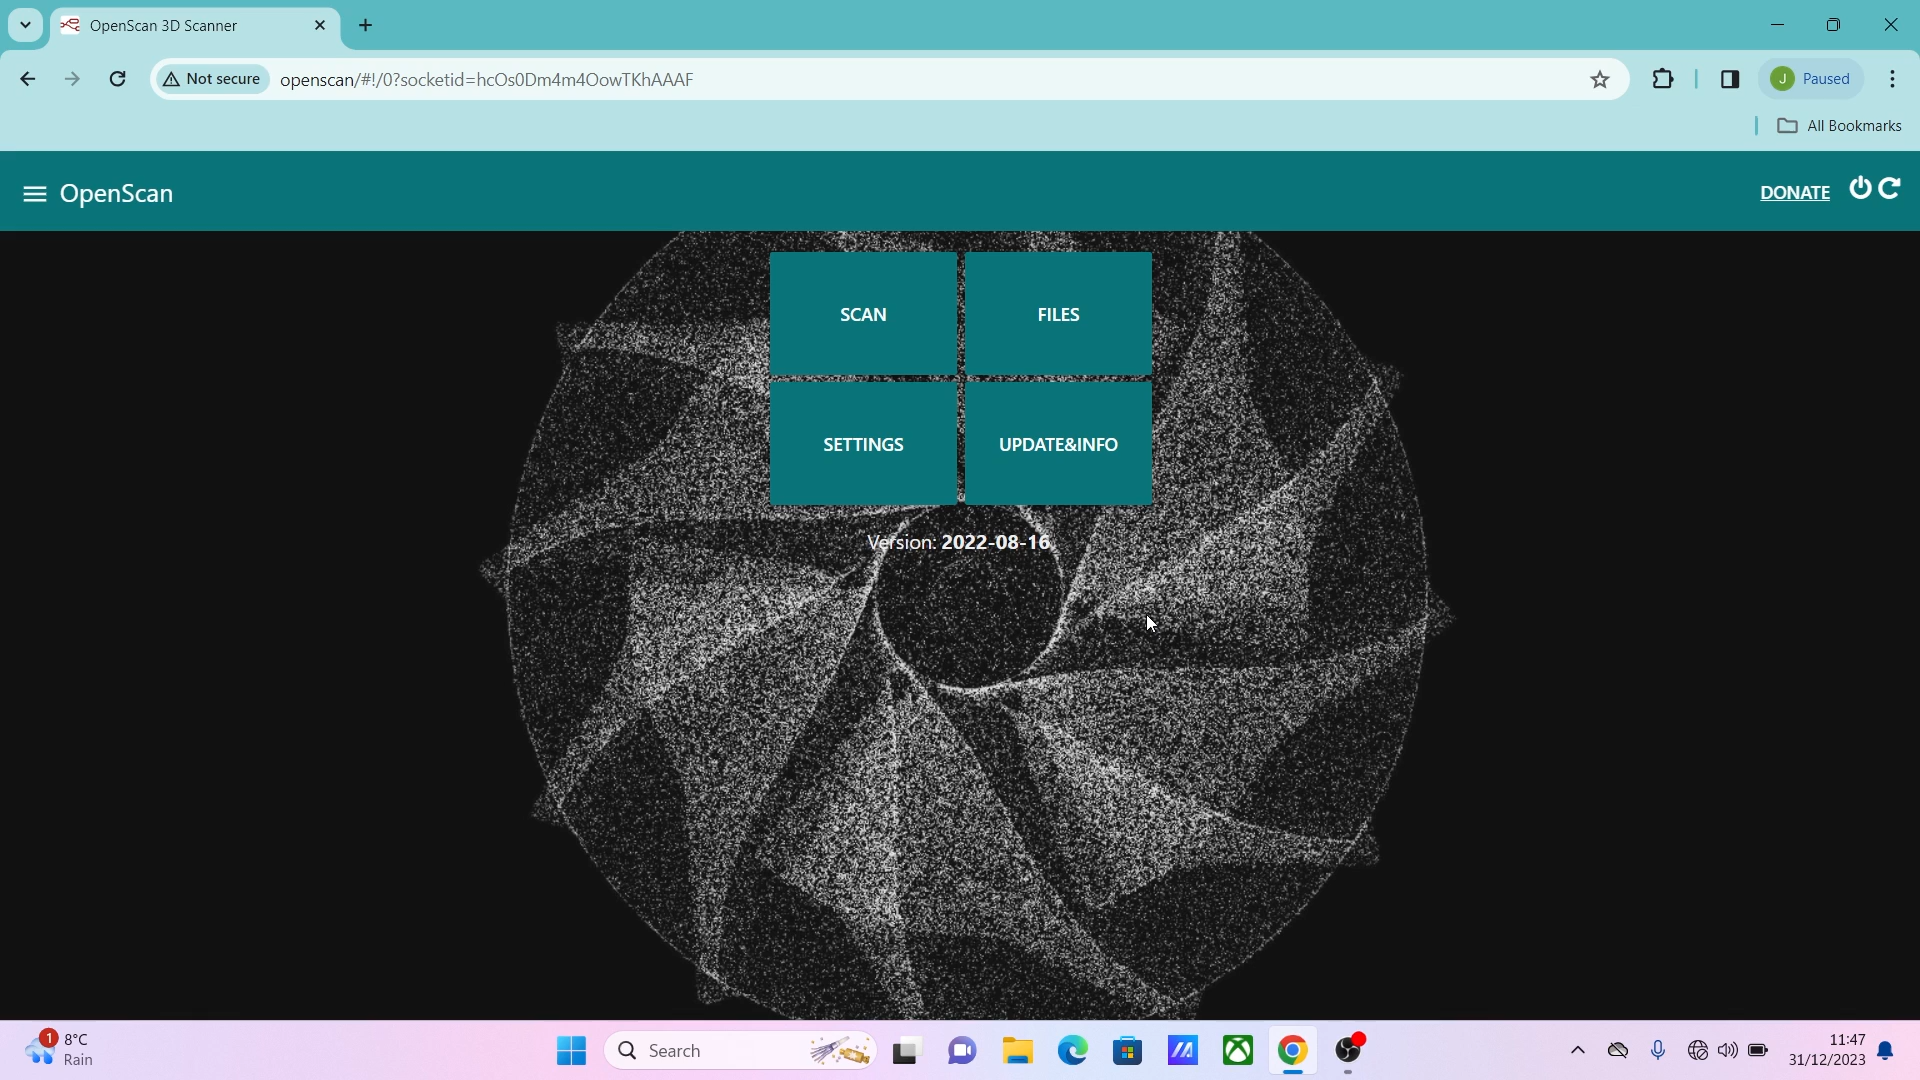 OpenScan 3D Scanner
Not secure
openscan/#!/0?socketid=hcOs0Dm4m4OowTKhAAAF
J
Paused
All Bookmarks
OpenScan
DONATE
SCAN
FILES
SETTINGS
UPDATE&INFO
Version: 2022-08-16
1
8°C
Rain
Search
11:47
31/12/2023